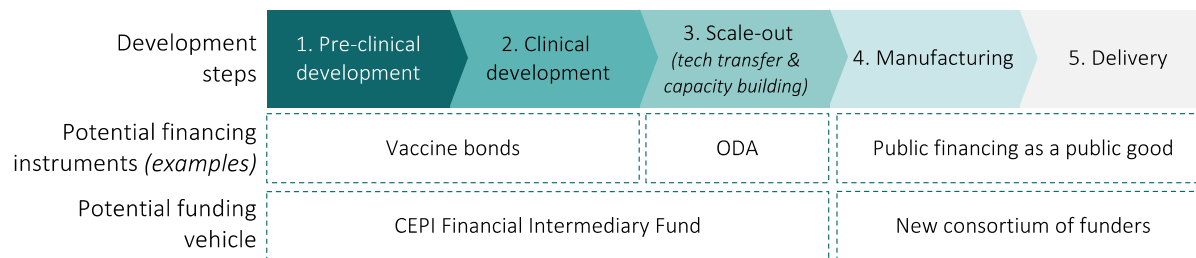 Development
steps
1. Pre-clinical
development
2. Clinical
development
3. Scale-out
(tech transfer &
capacity building)
4. Manufacturing
5. Delivery
Potential financing
instruments (examples)
Vaccine bonds
ODA
Public financing as a public good
Potential funding
vehicle
CEPI Financial Intermediary Fund
New consortium of funders